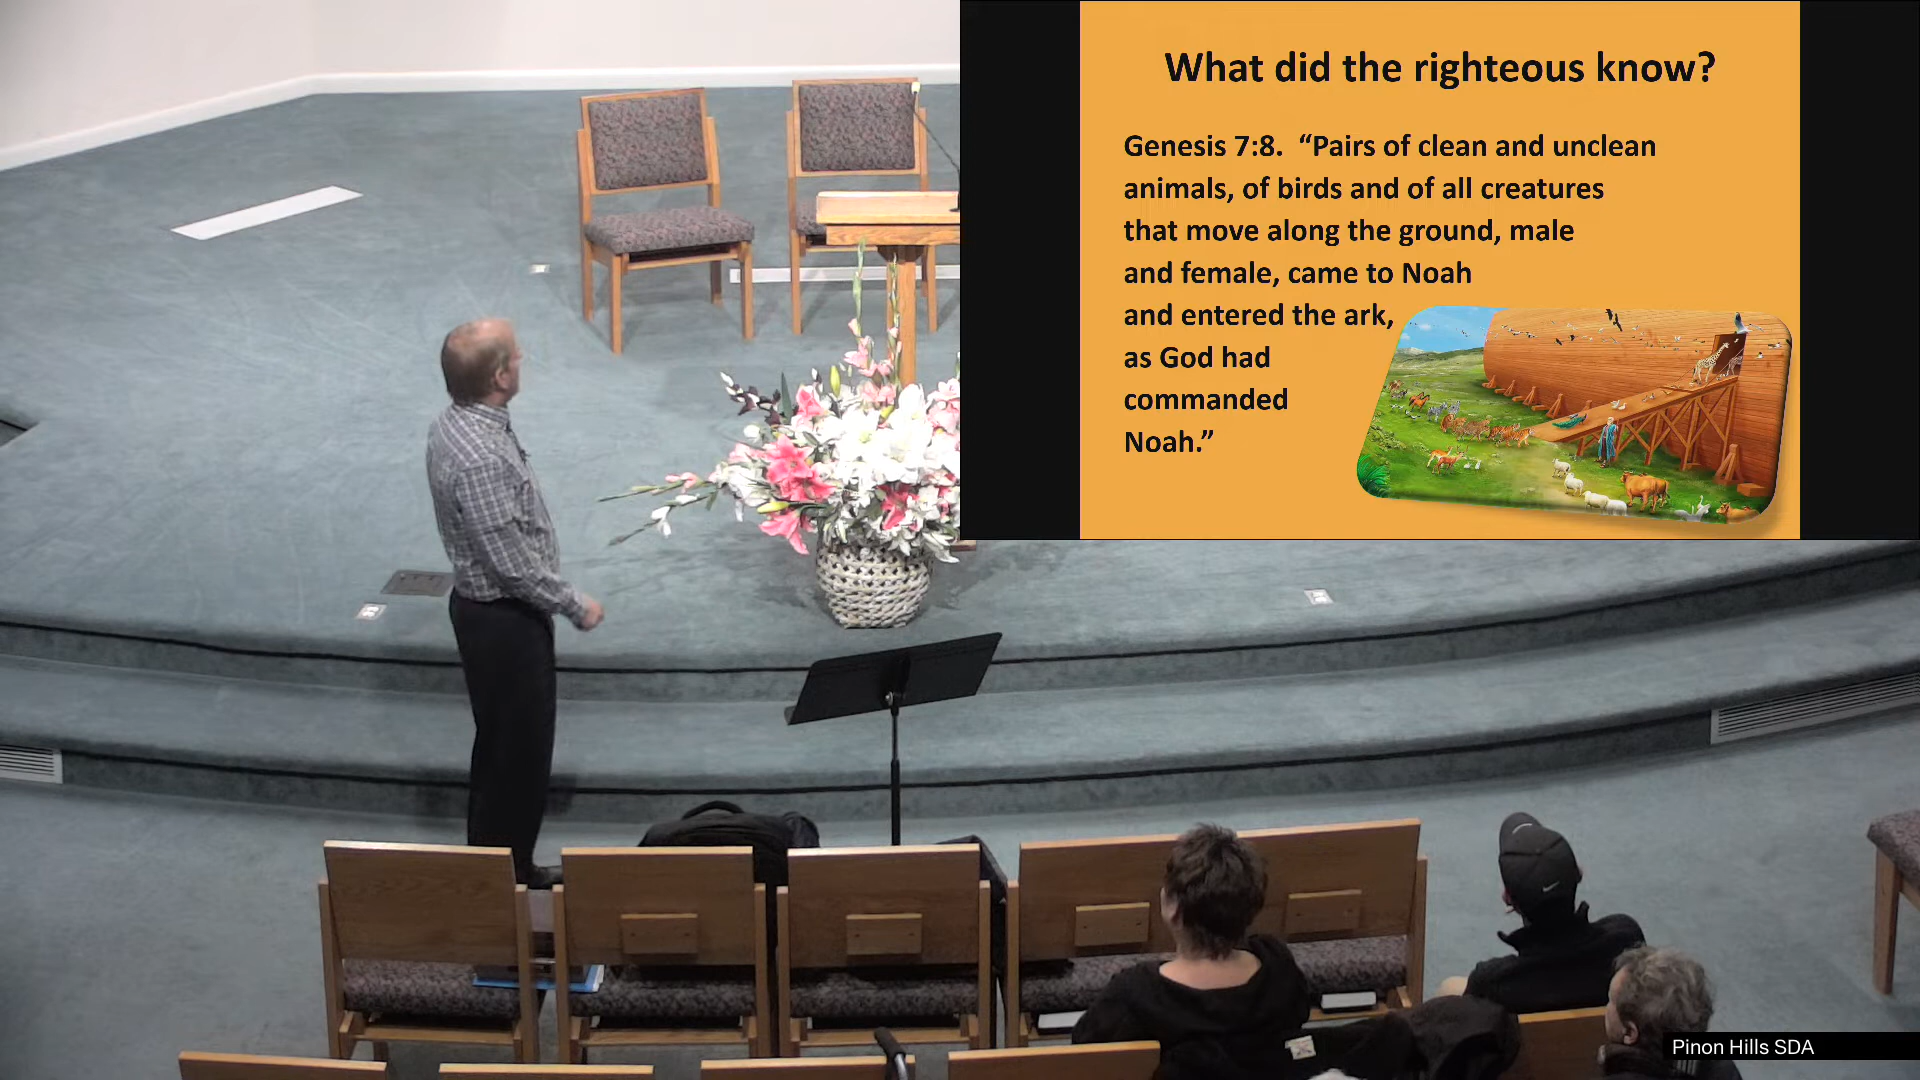 What did the righteous know?
Genesis 7:8.  “Pairs of clean and unclean
animals, of birds and of all creatures
that move along the ground, male
and female, came to Noah
and entered the ark,
as God had
commanded
Noah.”
Pinon Hills SDA